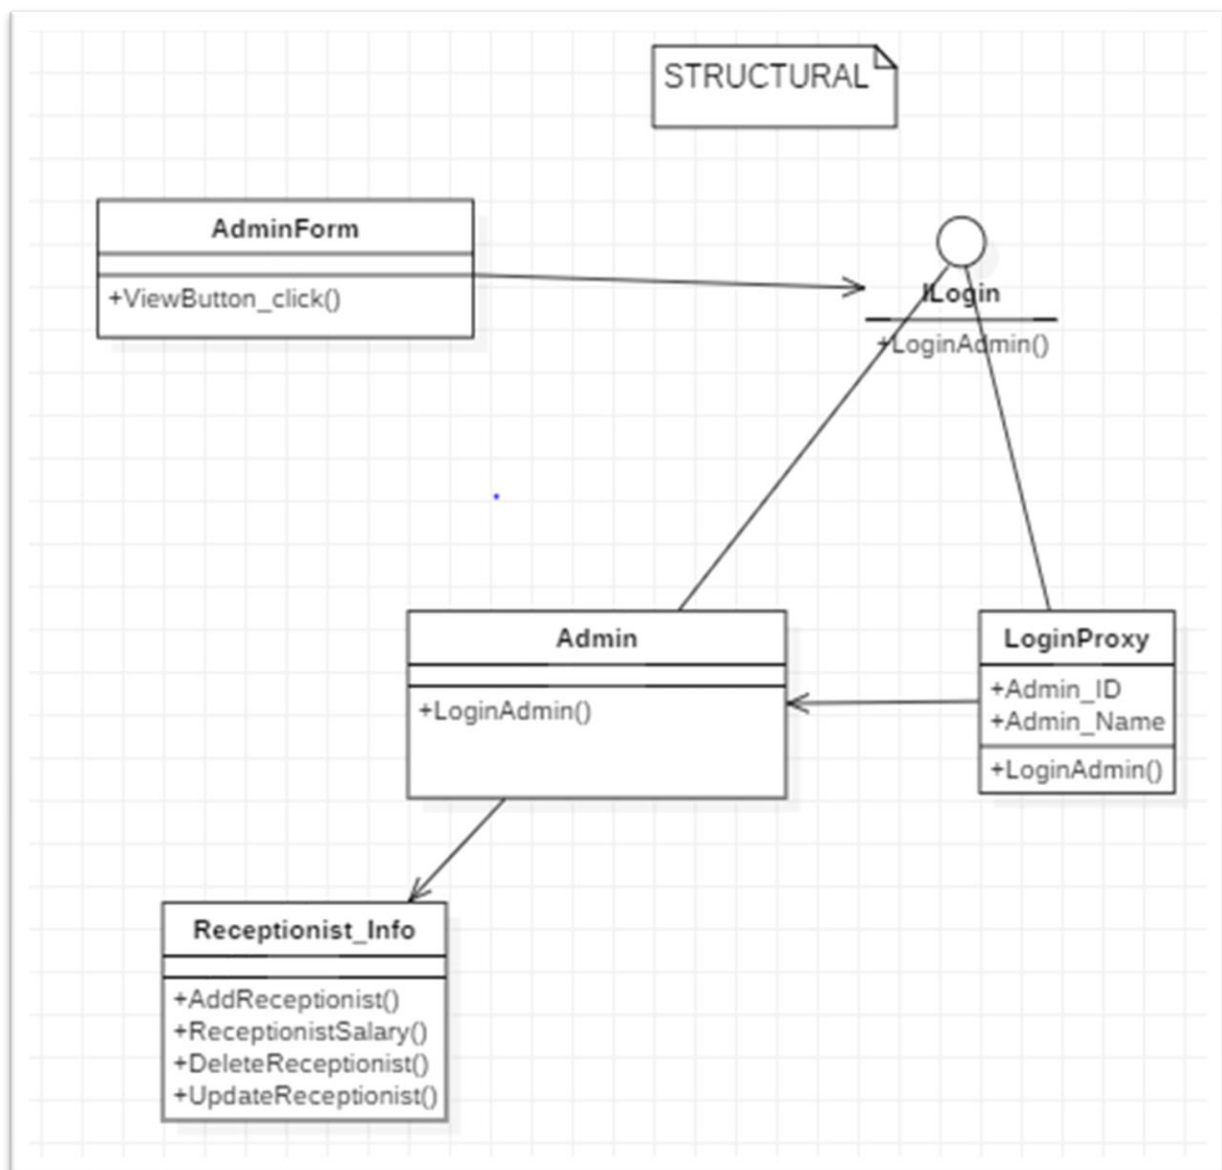 STRUCTURAL
AdminForm
+ViewButton_click()
ILogin
+LoginAdmin()
Admin
+LoginAdmin()
LoginProxy
+Admin_ID
+Admin_Name
+LoginAdmin()
Receptionist_Info
+AddReceptionist()
+ReceptionistSalary()
+DeleteReceptionist()
+UpdateReceptionist()